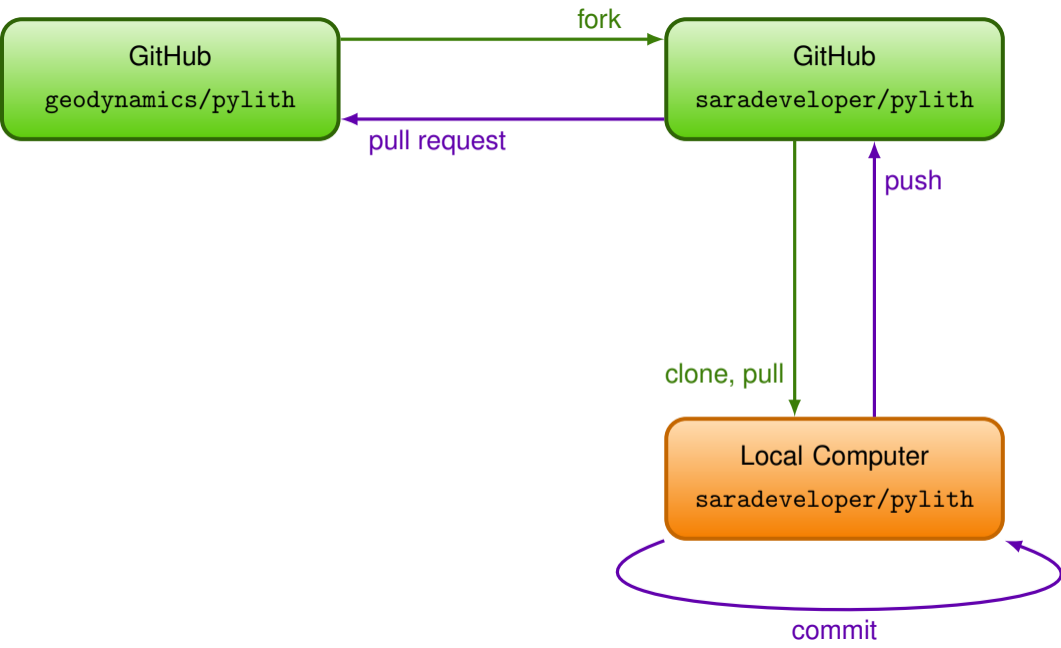 fork
GitHub
geodynamics/pylith
GitHub
saradeveloper/pylith
pull request
push
clone, pull
Local Computer
saradeveloper/pylith
commit